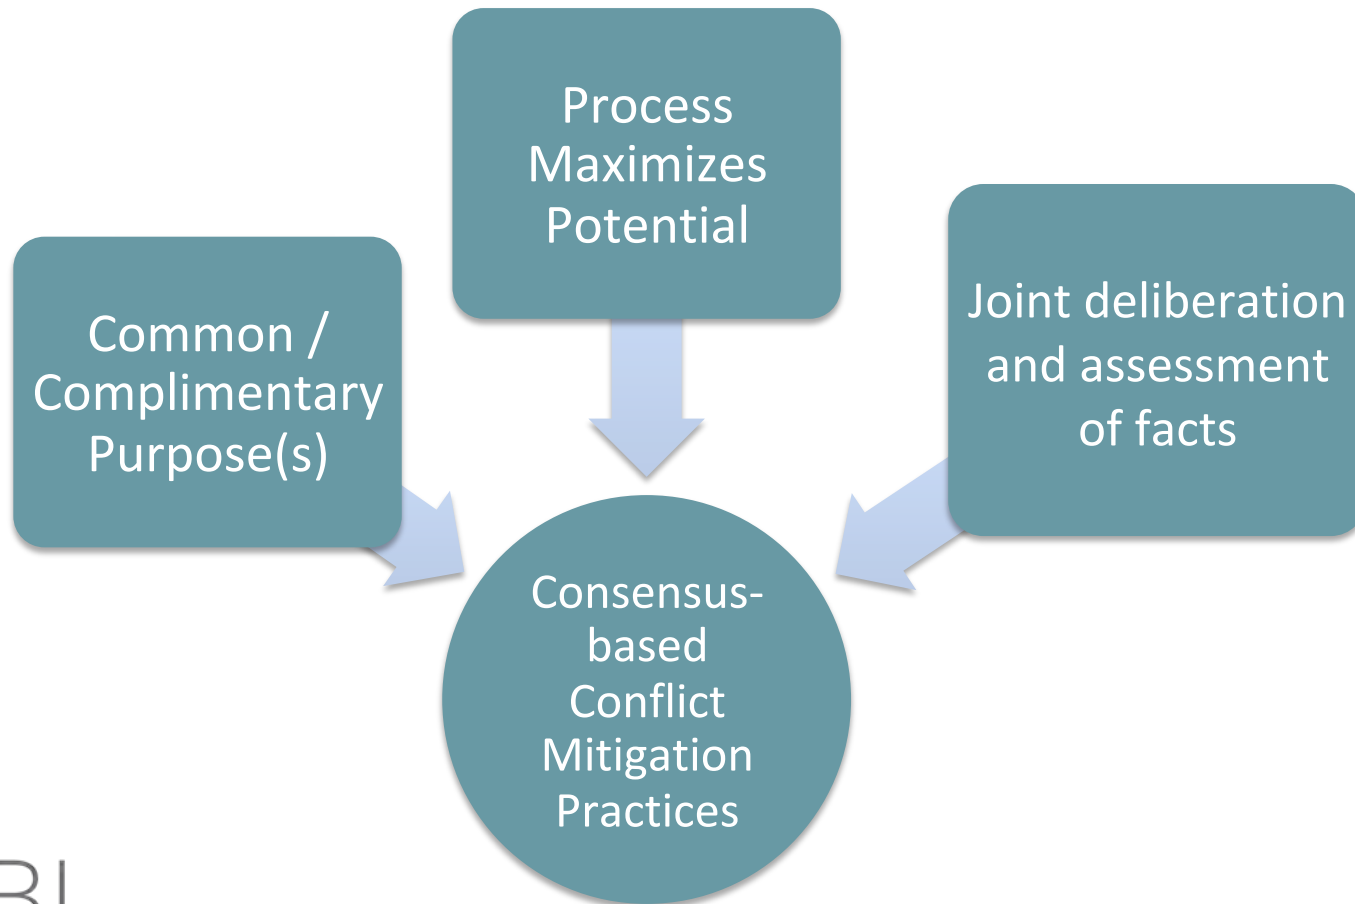 Process
Maximizes
Potential
Common /
Complimentary
Purpose(s)
Joint deliberation
and assessment
of facts
Consensus-
based
Conflict
Mitigation
Practices